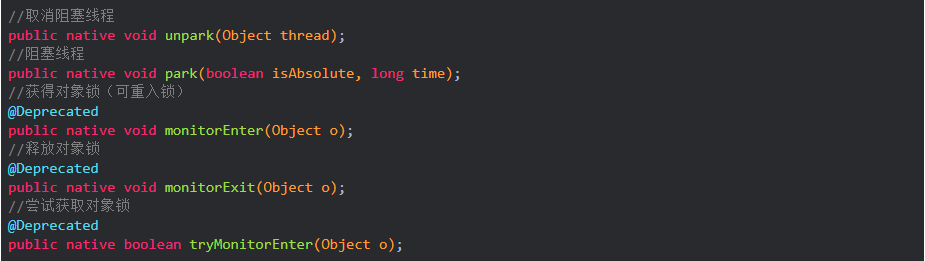 //取消阻塞线程
public native void unpark(Object thread);
//阻塞线程
public native void park(boolean isAbsolute, long time);
//获得对象锁（可重入锁）
@Deprecated
public native void monitorEnter(Object o);
//释放对象锁
@Deprecated
public native void monitorExit(Object o);
//尝试获取对象锁
@Deprecated
public native boolean tryMonitorEnter(Object o);